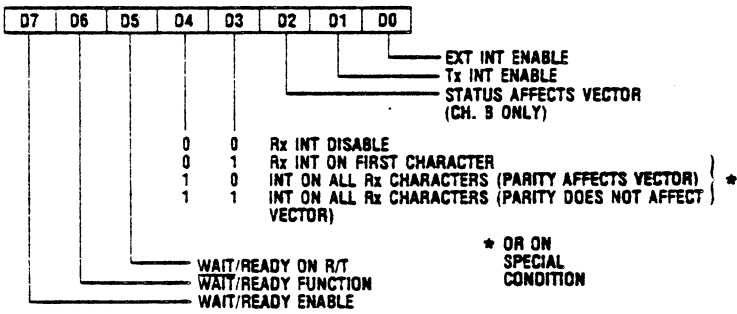 D7 D6 D5 D4 D3 D2 D1 D0
EXT INT ENABLE
Tx INT ENABLE
STATUS AFFECTS VECTOR
(CH. B ONLY)
0 0 Rx INT DISABLE
0 1 Rx INT ON FIRST CHARACTER
1 0 INT ON ALL Rx CHARACTERS (PARITY AFFECTS VECTOR) *
1 1 INT ON ALL Rx CHARACTERS (PARITY DOES NOT AFFECT
VECTOR)
* OR ON
SPECIAL
CONDITION
WAIT/READY ON R/T
WAIT/READY FUNCTION
WAIT/READY ENABLE